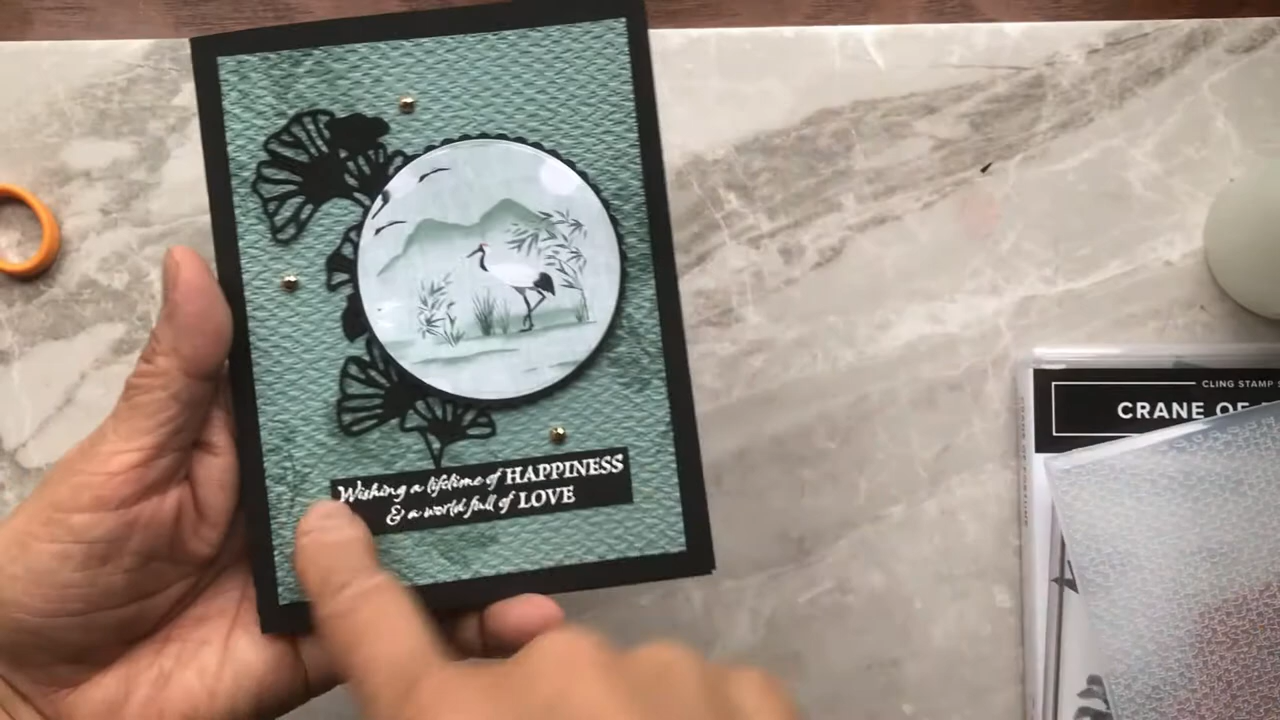 Wishing a lifetime of HAPPINESS
& a world full of LOVE
CLING STAMP
CRANE OF